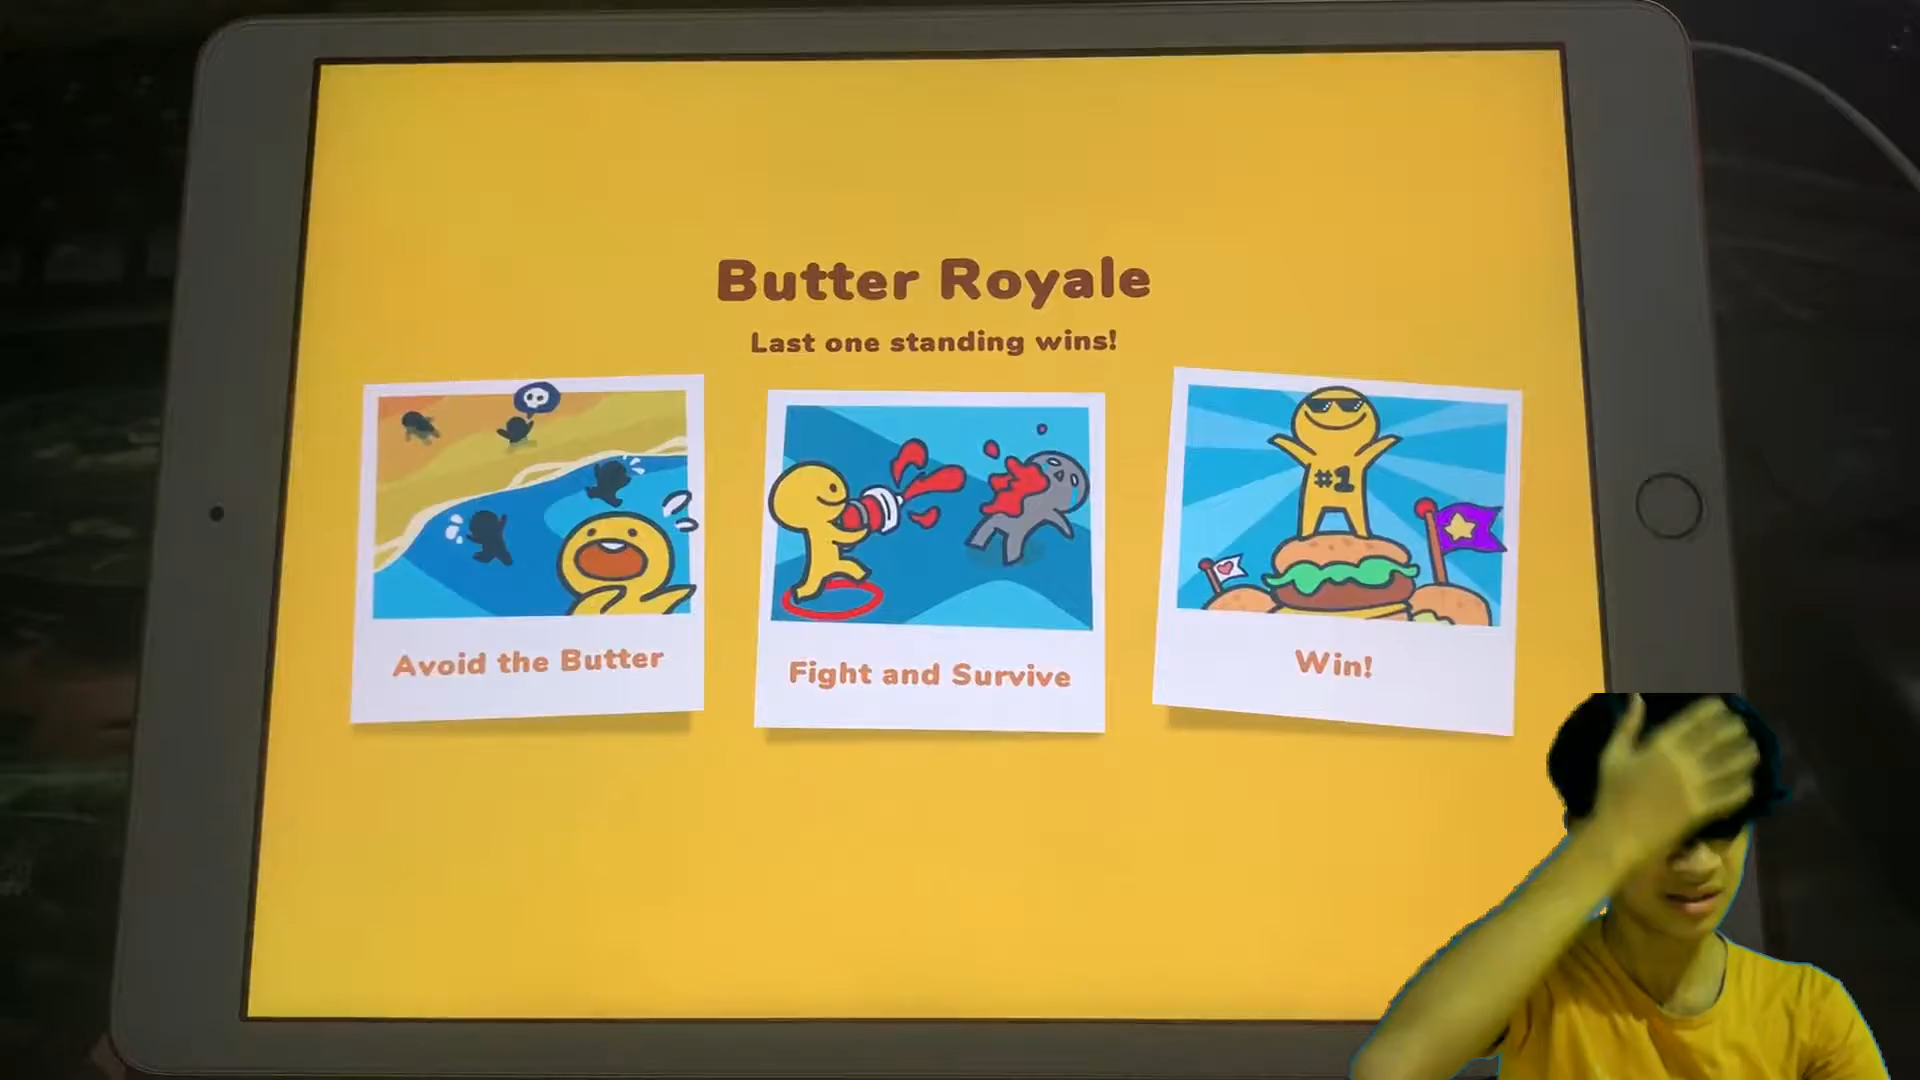 Butter Royale
Last one standing wins!
#1
Avoid the Butter
Fight and Survive
Win!